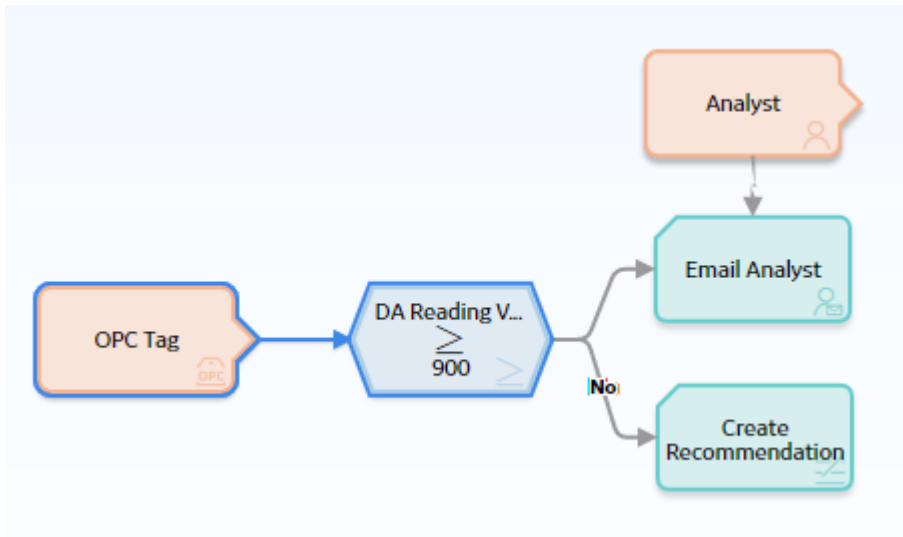 Analyst
Email Analyst
OPC Tag
OPC
DA Reading V...
≥
900
≥
No
Create
Recommendation